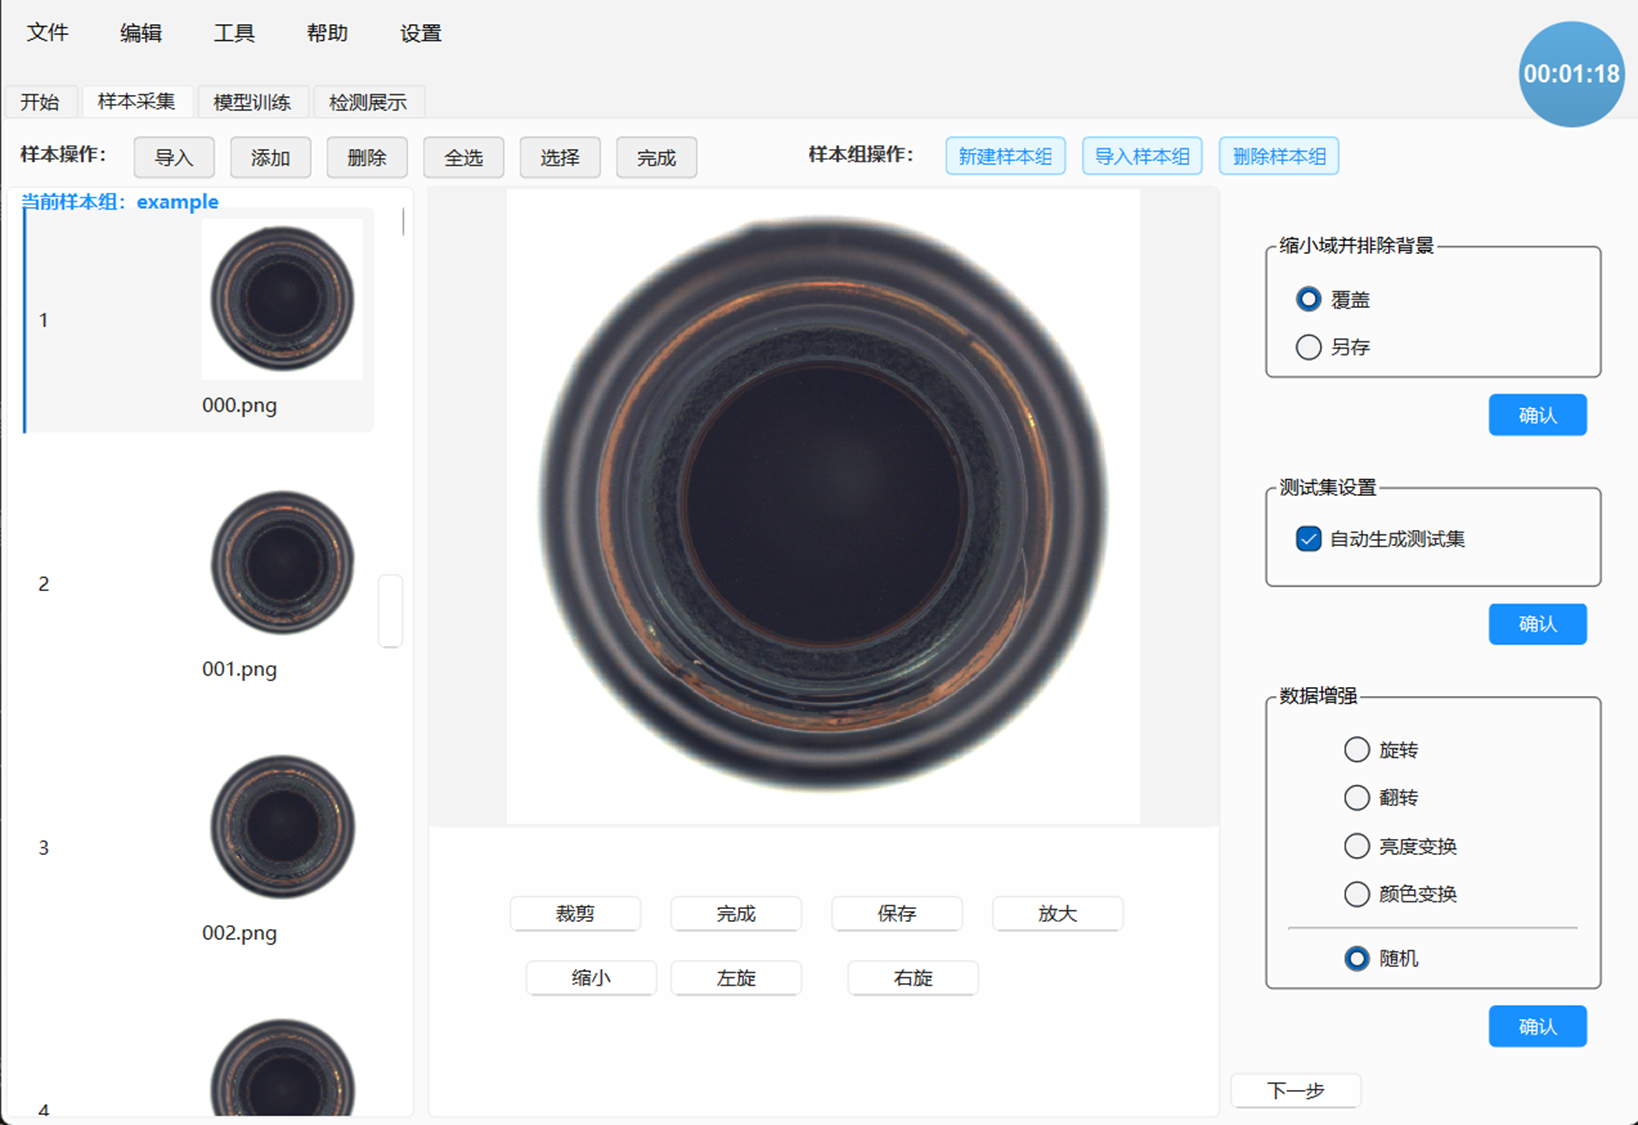 文件 编辑 工具 帮助 设置
00:01:18
开始 样本采集 模型训练 检测展示
样本操作： 导入 添加 删除 全选 选择 完成 样本组操作： 新建样本组 导入样本组 删除样本组
当前样本组：example
1
000.png
2
001.png
3
002.png
4
裁剪 完成 保存 放大
缩小 左旋 右旋
缩小域并排除背景
覆盖
另存
确认
测试集设置
自动生成测试集
确认
数据增强
旋转
翻转
亮度变换
颜色变换
随机
确认
下一步